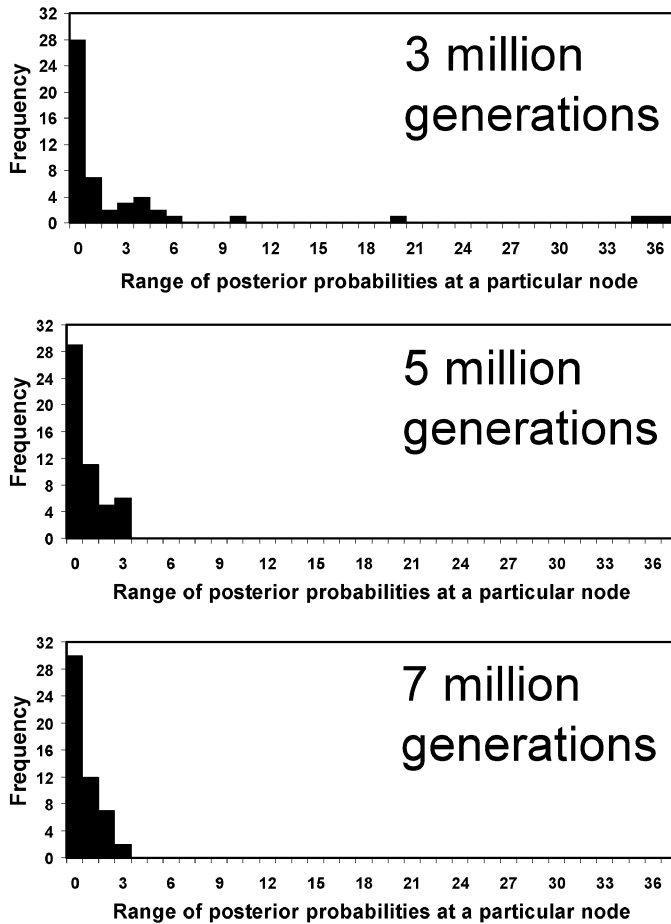 32
28
24
20
16
12
8
4
0
Frequency
3 million
generations
0 3 6 9 12 15 18 21 24 27 30 33 36
Range of posterior probabilities at a particular node
32
28
24
20
16
12
8
4
0
Frequency
5 million
generations
0 3 6 9 12 15 18 21 24 27 30 33 36
Range of posterior probabilities at a particular node
32
28
24
20
16
12
8
4
0
Frequency
7 million
generations
0 3 6 9 12 15 18 21 24 27 30 33 36
Range of posterior probabilities at a particular node